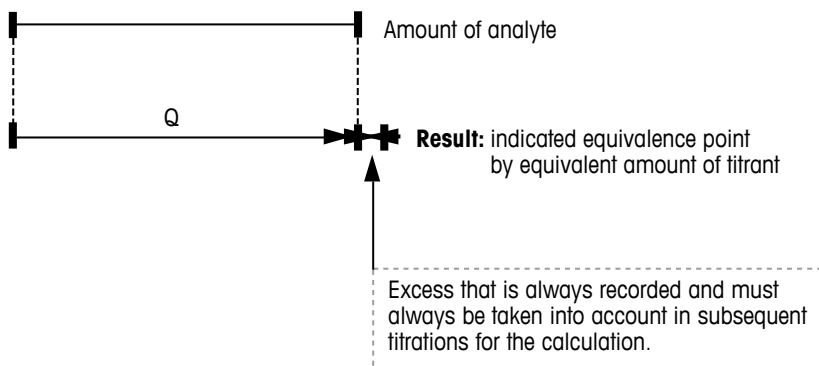 Amount of analyte
Q
Result: indicated equivalence point
by equivalent amount of titrant
Excess that is always recorded and must
always be taken into account in subsequent
titrations for the calculation.